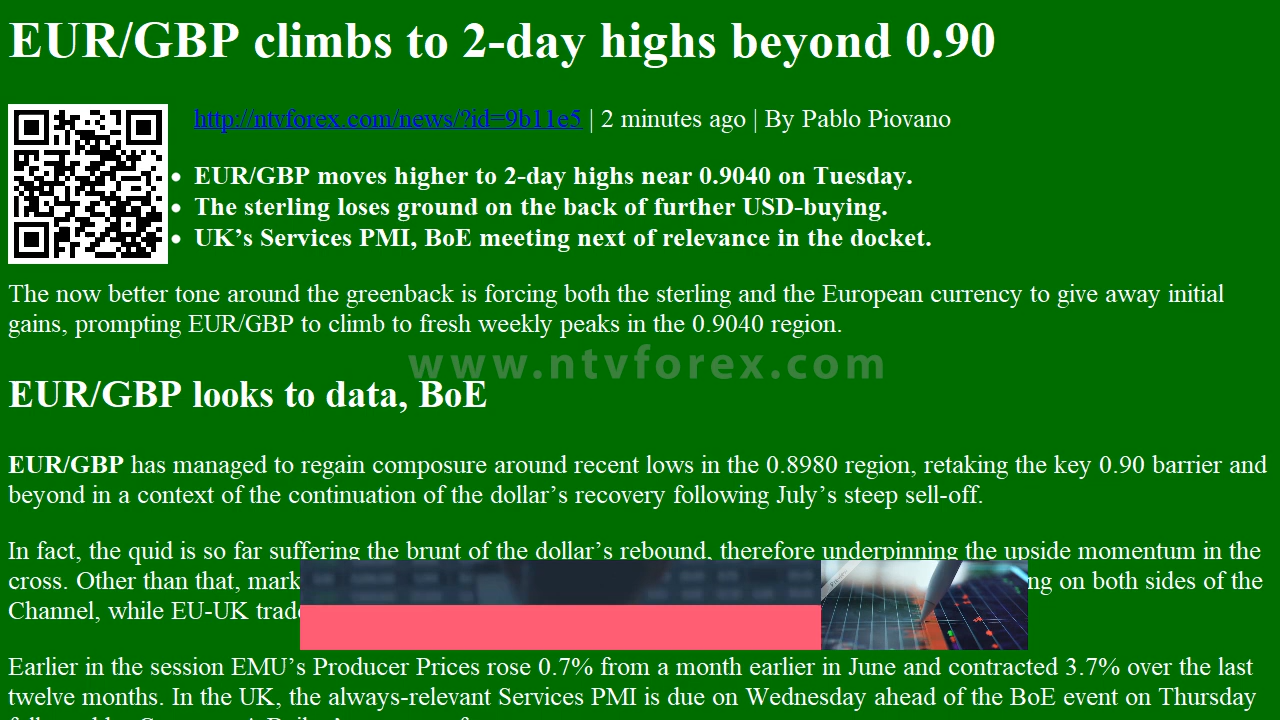 EUR/GBP climbs to 2-day highs beyond 0.90
http://ntvforex.com/news/?id=9b11e5 | 2 minutes ago | By Pablo Piovano
• EUR/GBP moves higher to 2-day highs near 0.9040 on Tuesday.
• The sterling loses ground on the back of further USD-buying.
• UK’s Services PMI, BoE meeting next of relevance in the docket.
The now better tone around the greenback is forcing both the sterling and the European currency to give away initial
gains, prompting EUR/GBP to climb to fresh weekly peaks in the 0.9040 region.
www.ntvforex.com
EUR/GBP looks to data, BoE
EUR/GBP has managed to regain composure around recent lows in the 0.8980 region, retaking the key 0.90 barrier and
beyond in a context of the continuation of the dollar’s recovery following July’s steep sell-off.
In fact, the quid is so far suffering the brunt of the dollar’s rebound, therefore underpinning the upside momentum in the
cross. Other than that, on both sides of the
Channel, while EU-UK
Earlier in the session EMU’s Producer Prices rose 0.7% from a month earlier in June and contracted 3.7% over the last
twelve months. In the UK, the always-relevant Services PMI is due on Wednesday ahead of the BoE event on Thursday